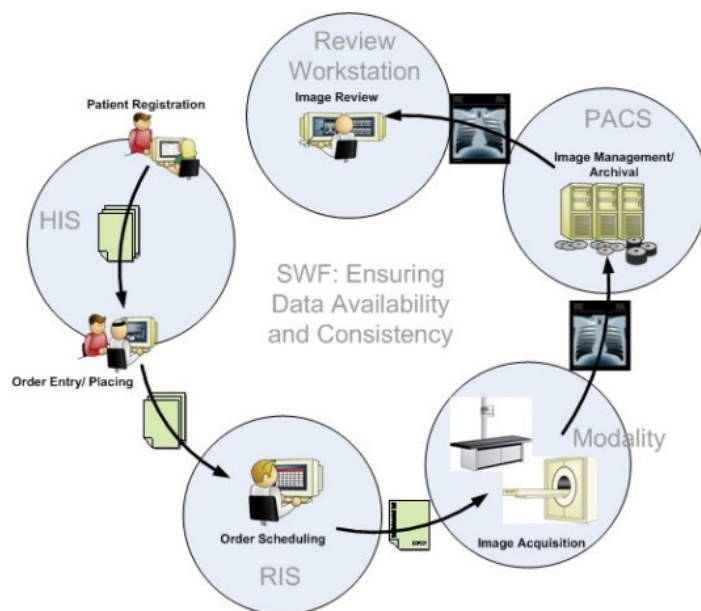 Review
Workstation
Image Review
Patient Registration
PACS
Image Management/
Archival
HIS
SWF: Ensuring
Data Availability
and Consistency
Order Entry/ Placing
Modality
Order Scheduling
Image Acquisition
RIS